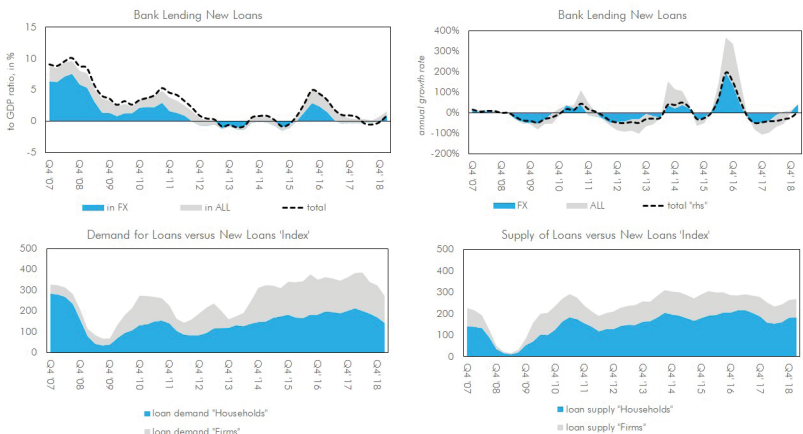 Bank Lending New Loans
to GDP ratio, in %
15
10
5
0
-5
Q4 '07
Q4 '08
Q4 '09
Q4 '10
Q4 '11
Q4 '12
Q4 '13
Q4 '14
Q4 '15
Q4 '16
Q4 '17
Q4 '18
in FX in ALL total
Bank Lending New Loans
annual growth rate
400%
300%
200%
100%
0%
-100%
-200%
Q4 '07
Q4 '08
Q4 '09
Q4 '10
Q4 '11
Q4 '12
Q4 '13
Q4 '14
Q4 '15
Q4 '16
Q4 '17
Q4 '18
FX ALL total "rhs"
Demand for Loans versus New Loans 'Index'
500
400
300
200
100
0
Q4 '07
Q4 '08
Q4 '09
Q4 '10
Q4 '11
Q4 '12
Q4 '13
Q4 '14
Q4 '15
Q4 '16
Q4 '17
Q4 '18
loan demand "Households"
loan demand "Firms"
Supply of Loans versus New Loans 'Index'
500
400
300
200
100
0
Q4 '07
Q4 '08
Q4 '09
Q4 '10
Q4 '11
Q4 '12
Q4 '13
Q4 '14
Q4 '15
Q4 '16
Q4 '17
Q4 '18
loan supply "Households"
loan supply "Firms"